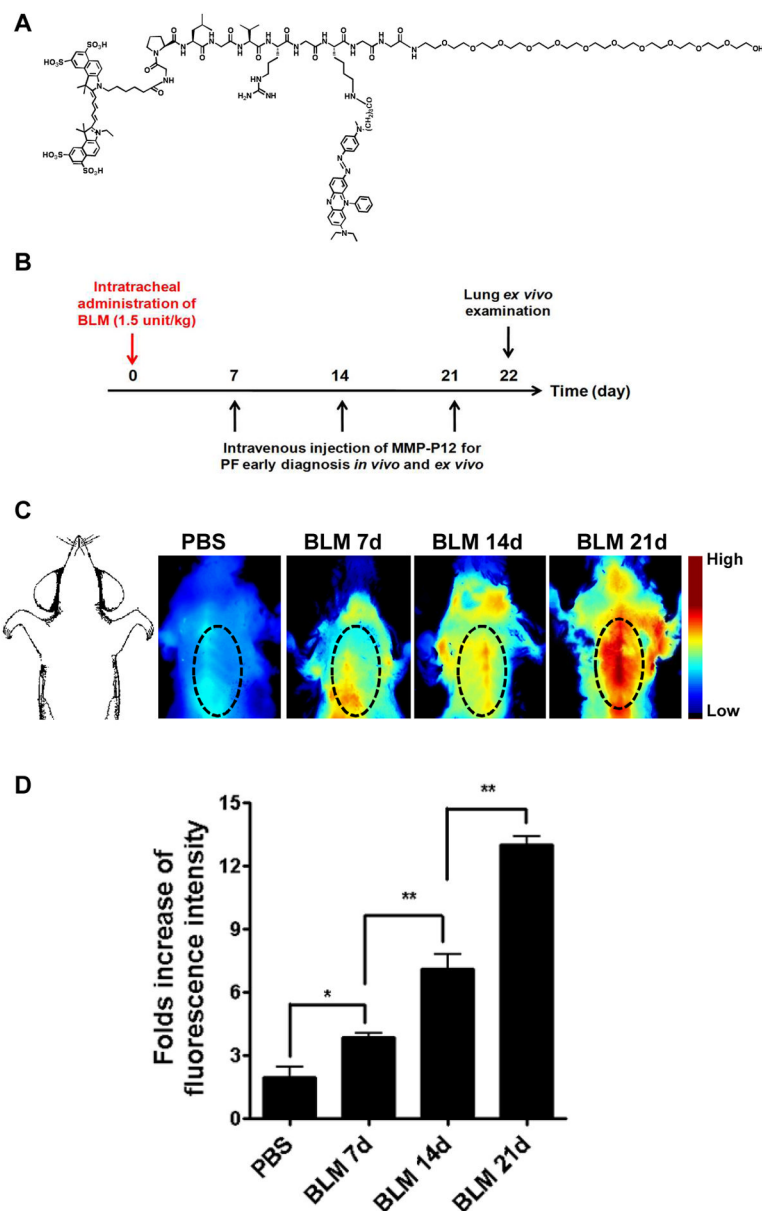 A
SO₃H
HO₃S
N
O
NH
O
N
O
H
N
O
N
H
O
H
N
O
N
H
O
H
N
O
N
H
O
H
N
O
N
H
O
O
O
O
O
O
O
O
O
O
O
OH
HN
H₂N
NH
HN
O
(CH₂)₃
N
N
N
N
N
N
HO₃S
SO₃H
B
Intratracheal
administration of
BLM (1.5 unit/kg)
Lung ex vivo
examination
0 7 14 21 22
Time (day)
Intravenous injection of MMP-P12 for
PF early diagnosis in vivo and ex vivo
C
PBS BLM 7d BLM 14d BLM 21d
High
Low
D
Folds increase of
fluorescence intensity
15
12
9
6
3
0
*
**
**
PBS
BLM 7d
BLM 14d
BLM 21d